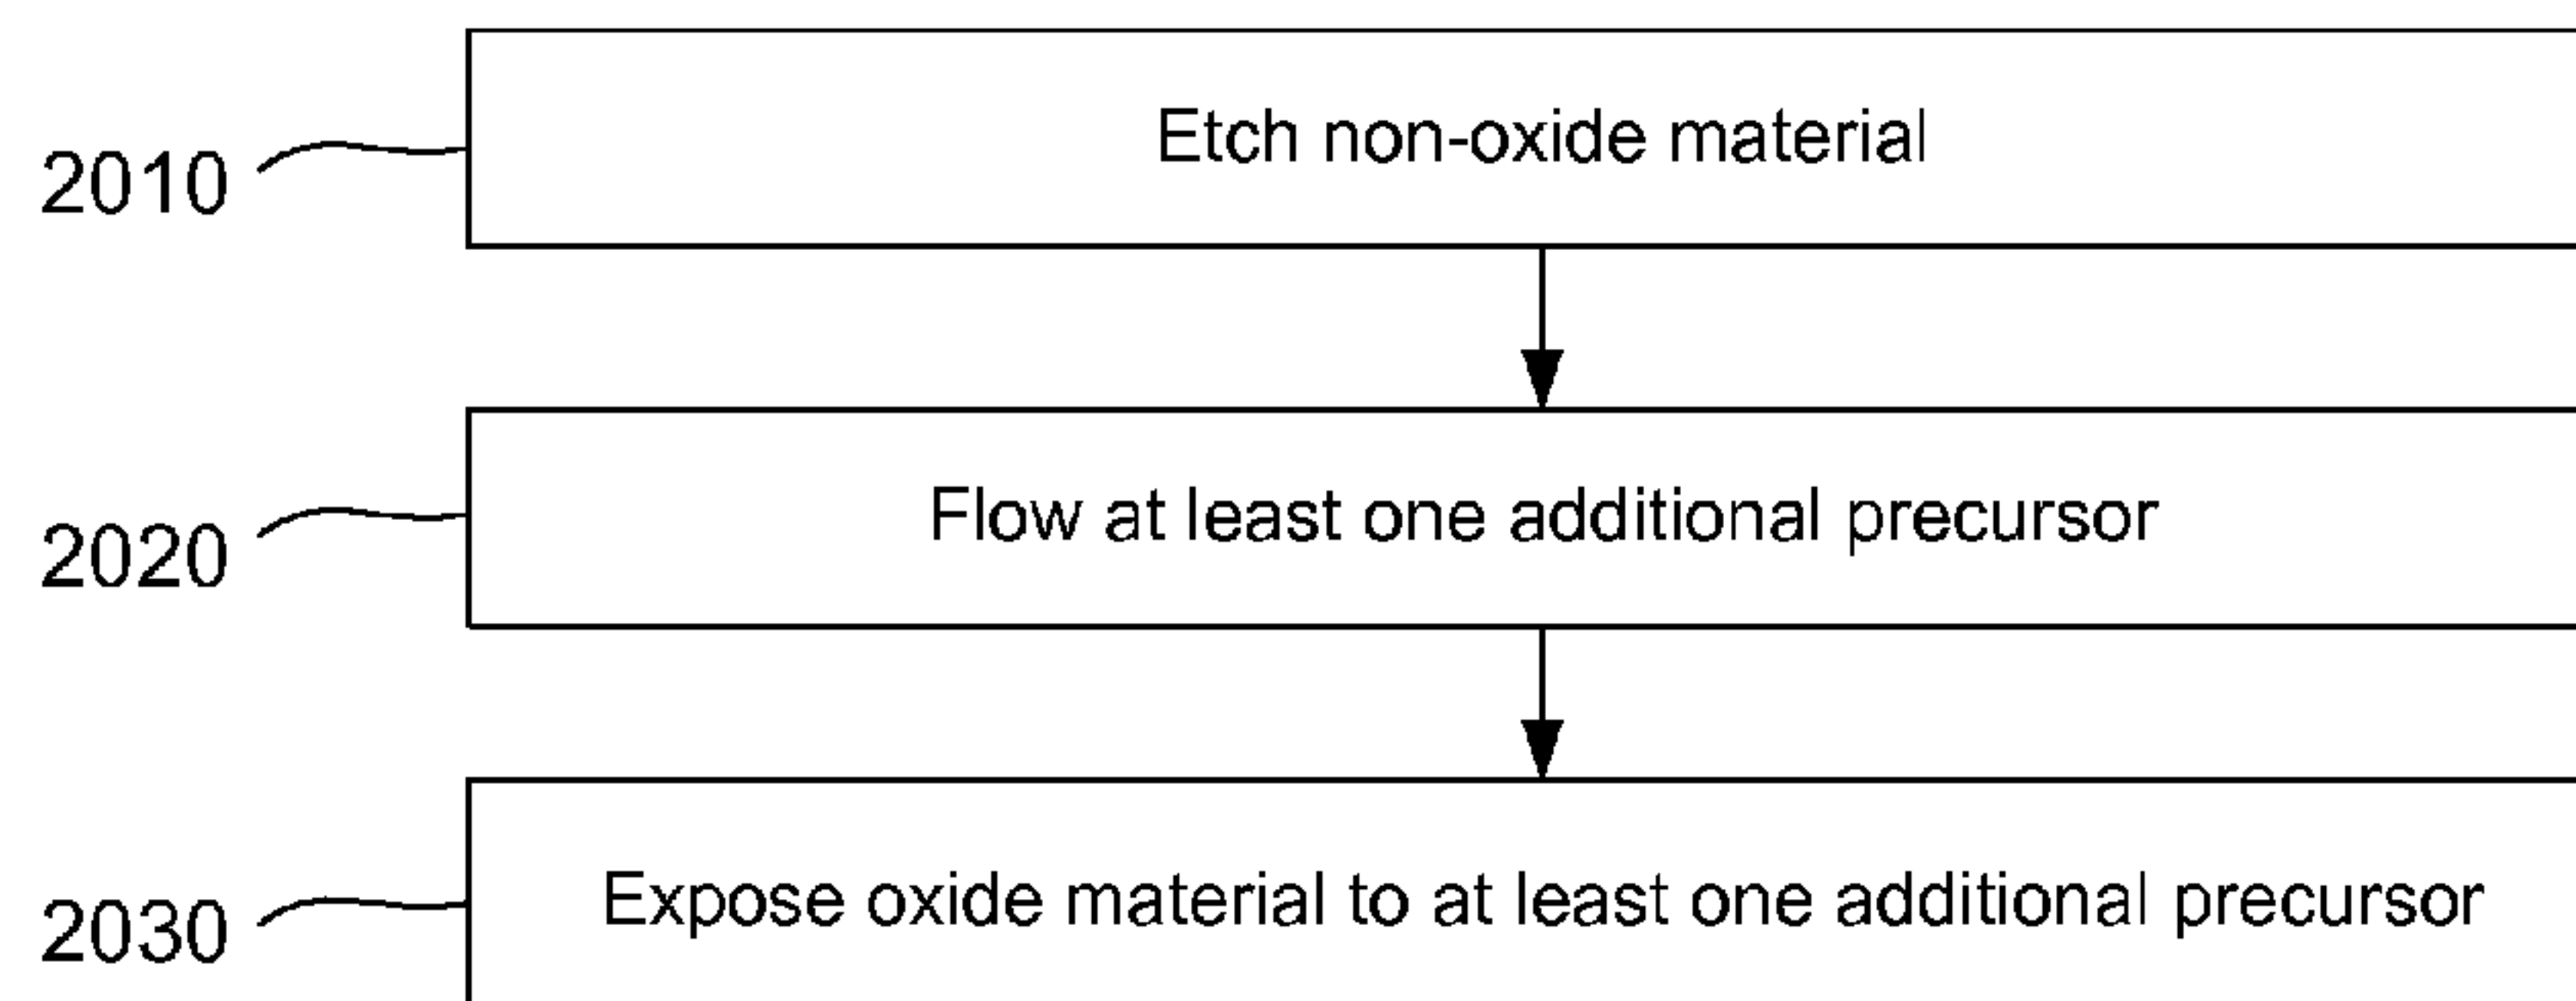 Etch non-oxide material
2010
Flow at least one additional precursor
2020
Expose oxide material to at least one additional precursor
2030